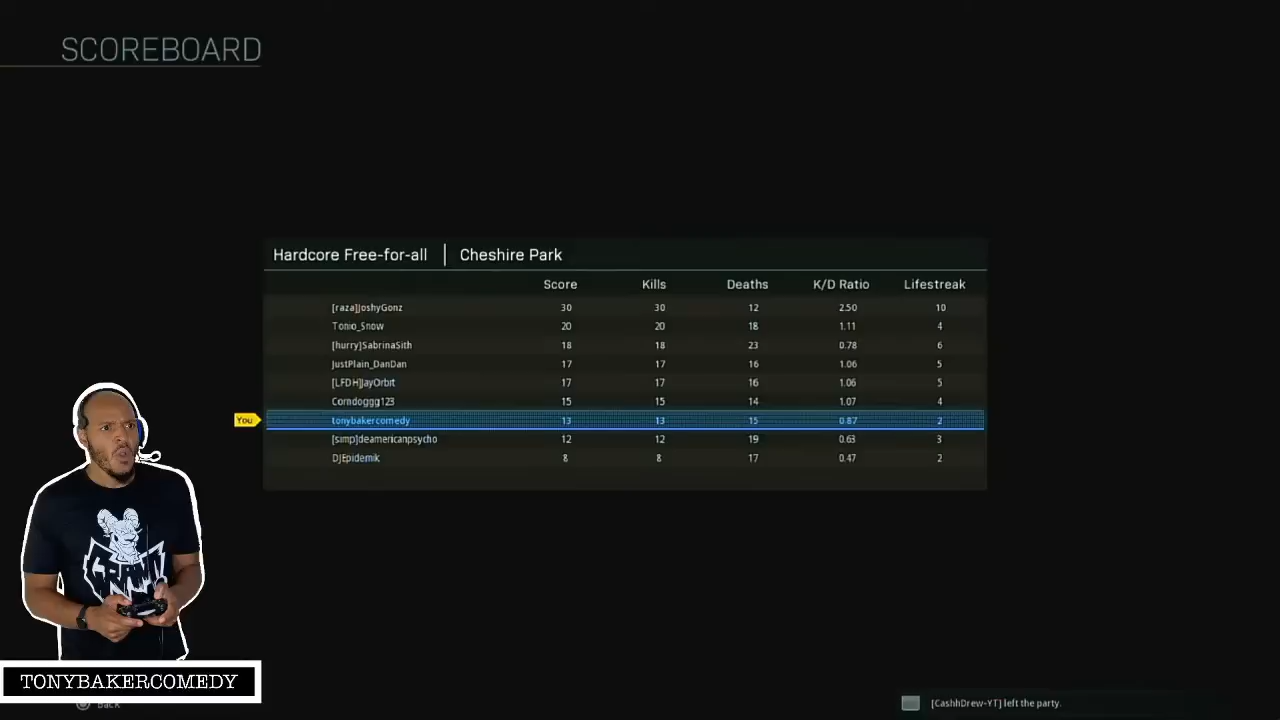 SCOREBOARD
Hardcore Free-for-all | Cheshire Park
Score Kills Deaths K/D Ratio Lifestreak
[raza]JoshyGonz 30 30 12 2.50 10
Tonio_Snow 20 20 18 1.11 4
[hurry]SabrinaSith 18 18 23 0.78 6
JustPlain_DanDan 17 17 16 1.06 5
[LFDH]JayOrbit 17 17 16 1.06 5
Corndoggg123 15 15 14 1.07 4
You tonybakercomedy 13 13 15 0.87 2
[simp]deamericanpsycho 12 12 19 0.63 3
DJEpidemik 8 8 17 0.47 2
GRAMS
TONYBAKERCOMEDY
Back
[CashhDrew-YT] left the party.